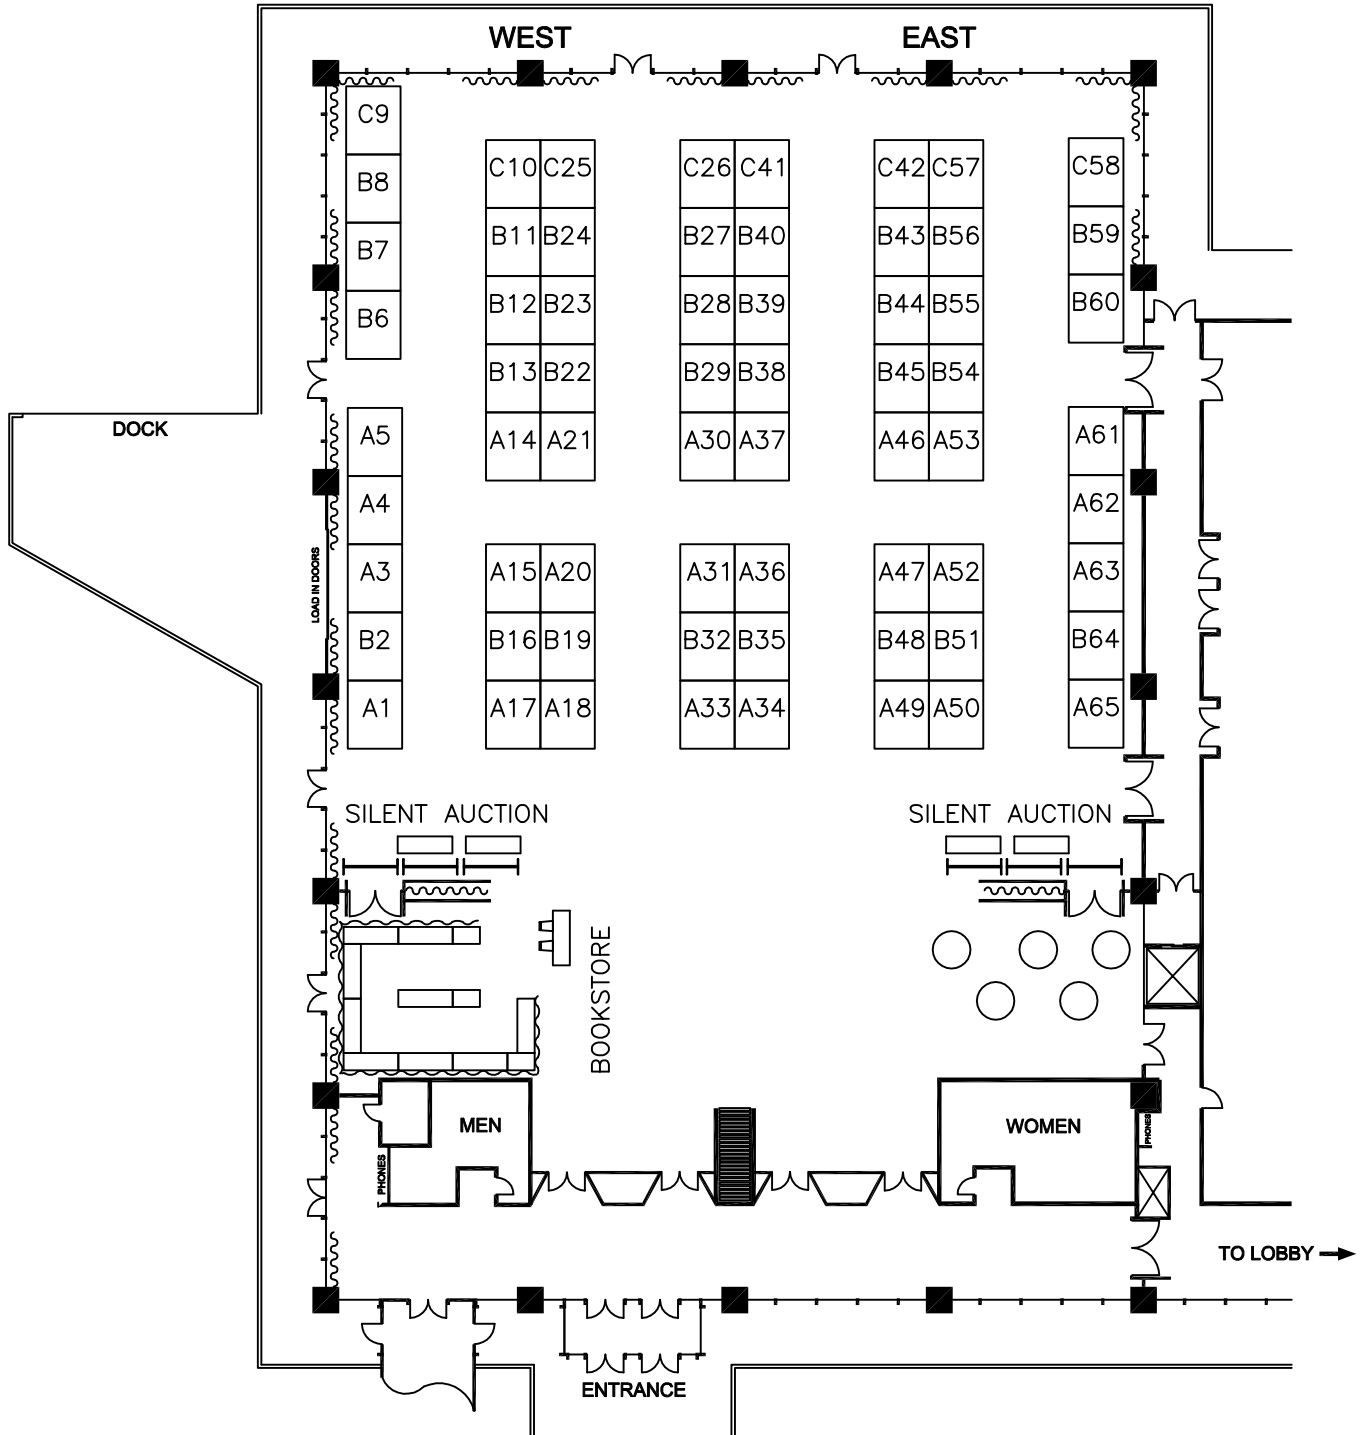 WEST EAST
C9
C10 C25 C26 C41 C42 C57 C58
B8
B11 B24 B27 B40 B43 B56 B59
B7
B12 B23 B28 B39 B44 B55 B60
B6
B13 B22 B29 B38 B45 B54
DOCK
A5 A14 A21 A30 A37 A46 A53 A61
A4 A62
LOAD IN DOORS
A3 A15 A20 A31 A36 A47 A52 A63
B2 B16 B19 B32 B35 B48 B51 B64
A1 A17 A18 A33 A34 A49 A50 A65
SILENT AUCTION SILENT AUCTION
BOOKSTORE
MEN WOMEN
PHONES
PHONES
TO LOBBY
ENTRANCE